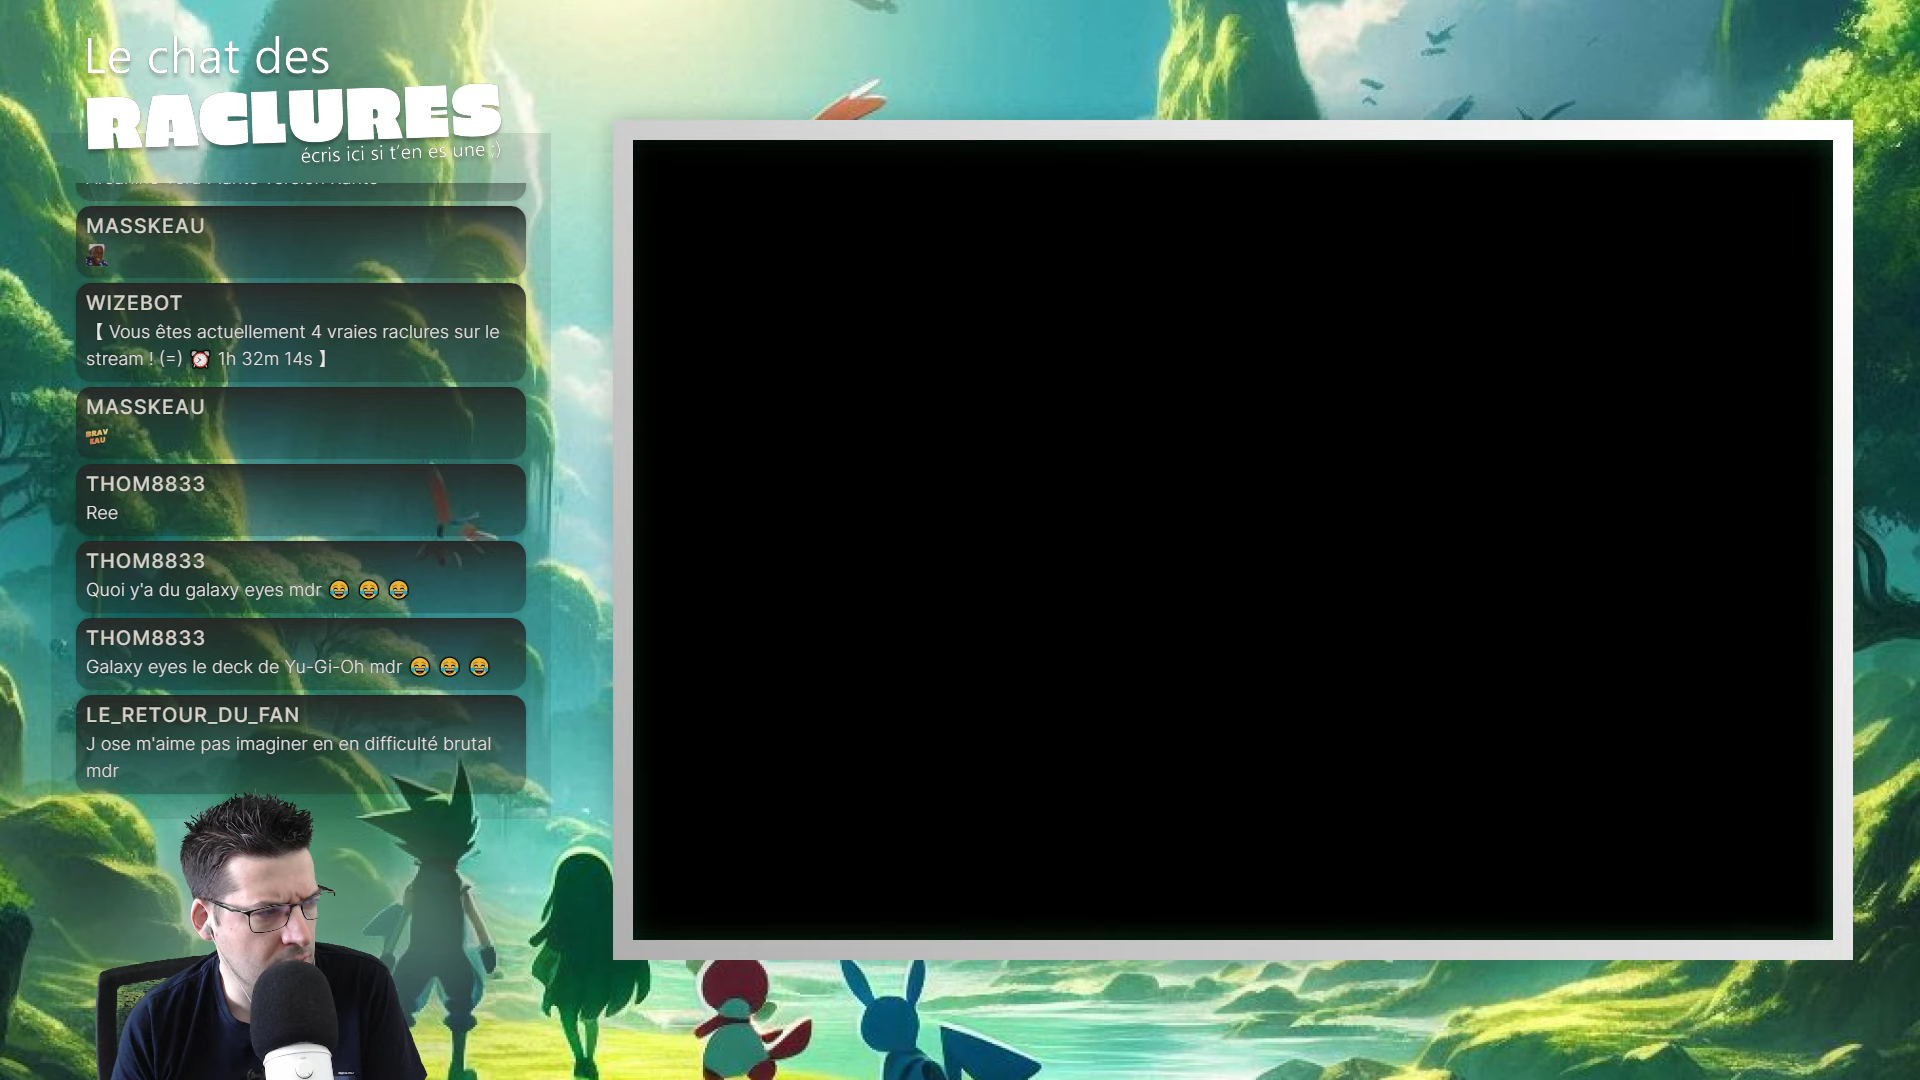 Le chat des
RACLURES
écris ici si t'en es une ;)
MASSKEAU
WIZEBOT
【 Vous êtes actuellement 4 vraies raclures sur le
stream ! (=) ⏰ 1h 32m 14s 】
MASSKEAU
BRAV
EAU
THOM8833
Ree
THOM8833
Quoi y'a du galaxy eyes mdr 😂 😂 😂
THOM8833
Galaxy eyes le deck de Yu-Gi-Oh mdr 😂 😂 😂
LE_RETOUR_DU_FAN
J ose m'aime pas imaginer en en difficulté brutal
mdr